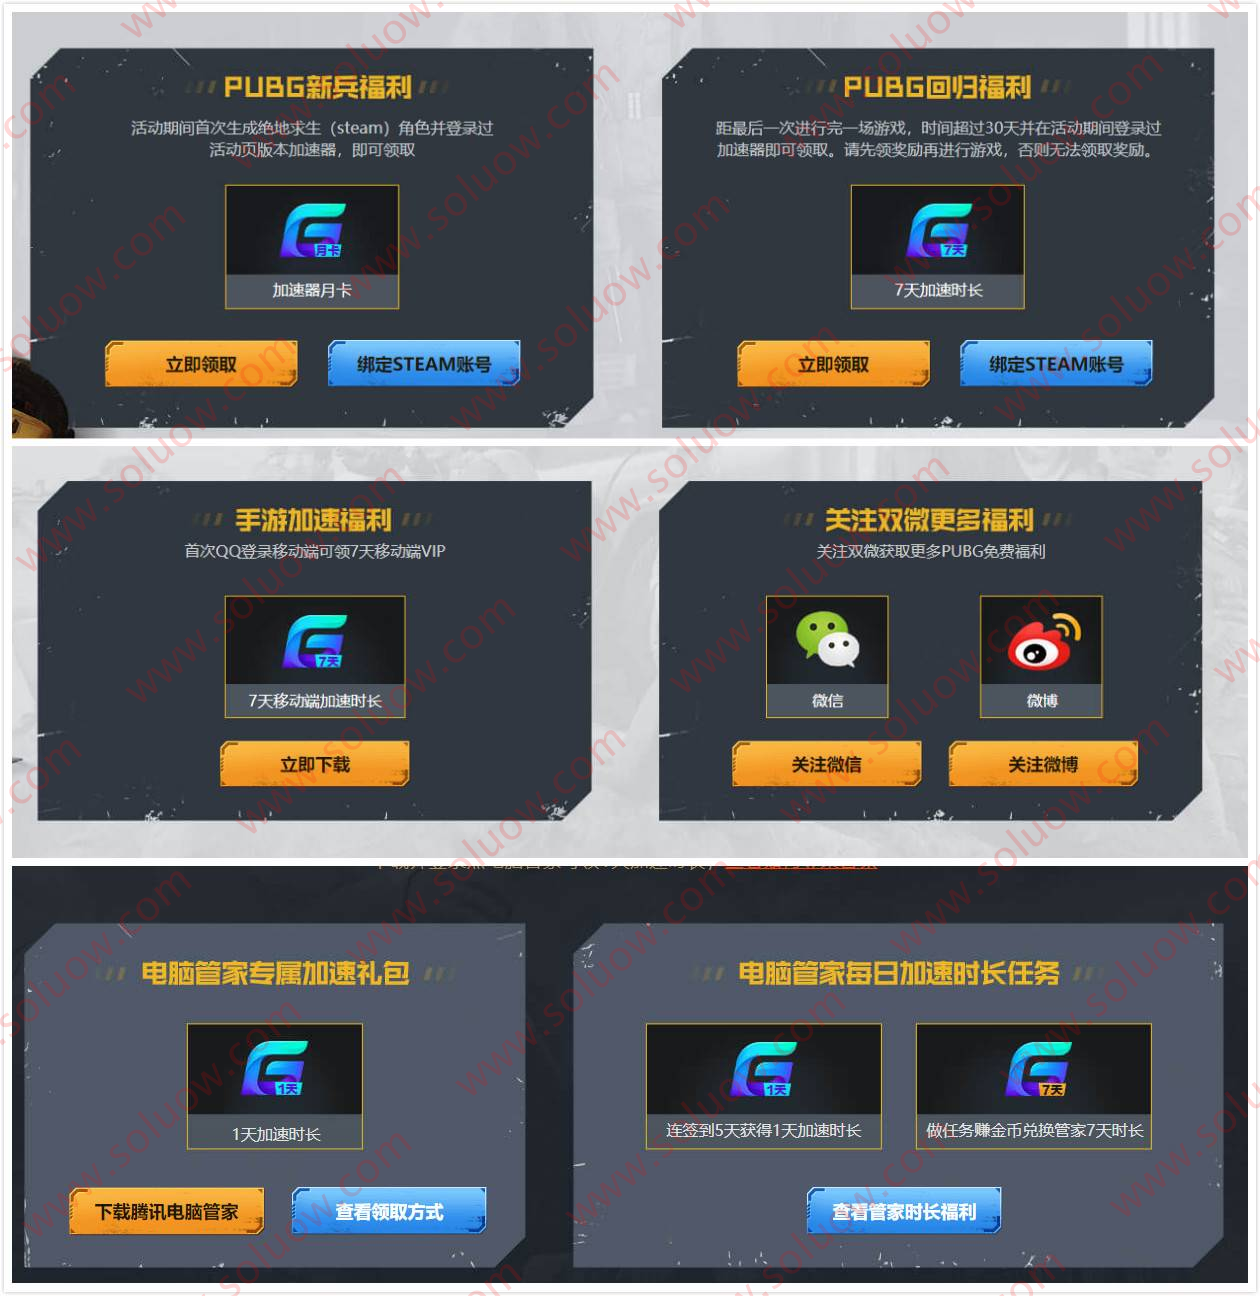 PUBG新兵福利
活动期间首次生成绝地求生（steam）角色并登录过
活动页版本加速器，即可领取
月卡
加速器月卡
立即领取
绑定STEAM账号
PUBG回归福利
距最后一次进行完一场游戏，时间超过30天并在活动期间登录过
加速器即可领取。请先领奖励再进行游戏，否则无法领取奖励。
7天
7天加速时长
立即领取
绑定STEAM账号
手游加速福利
首次QQ登录移动端可领7天移动端VIP
7天
7天移动端加速时长
立即下载
关注双微更多福利
关注双微获取更多PUBG免费福利
微信
微博
关注微信
关注微博
电脑管家专属加速礼包
1天
1天加速时长
下载腾讯电脑管家
查看领取方式
电脑管家每日加速时长任务
1天
连签到5天获得1天加速时长
7天
做任务赚金币兑换管家7天时长
查看管家时长福利
www.soluow.com